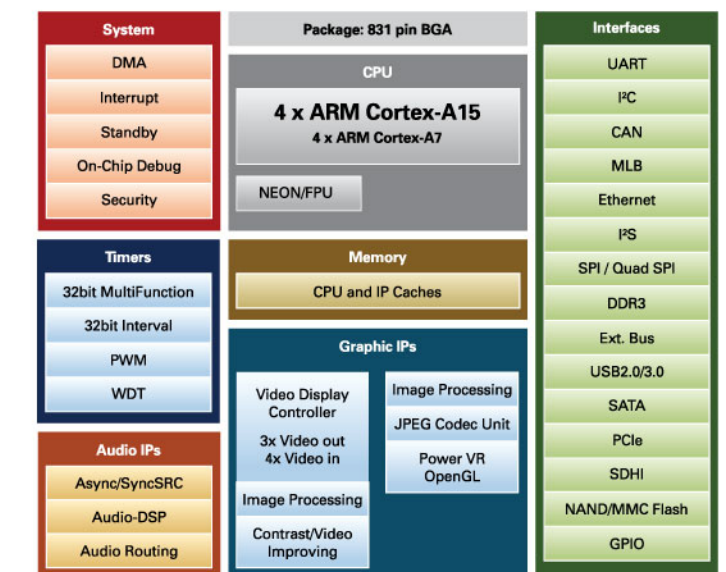 System
DMA
Interrupt
Standby
On-Chip Debug
Security
Timers
32bit MultiFunction
32bit Interval
PWM
WDT
Audio IPs
Async/SyncSRC
Audio-DSP
Audio Routing
Package: 831 pin BGA
CPU
4 x ARM Cortex-A15
4 x ARM Cortex-A7
NEON/FPU
Memory
CPU and IP Caches
Graphic IPs
Video Display
Controller
3x Video out
4x Video in
Image Processing
Contrast/Video
Improving
Image Processing
JPEG Codec Unit
Power VR
OpenGL
Interfaces
UART
I²C
CAN
MLB
Ethernet
I²S
SPI / Quad SPI
DDR3
Ext. Bus
USB2.0/3.0
SATA
PCIe
SDHI
NAND/MMC Flash
GPIO